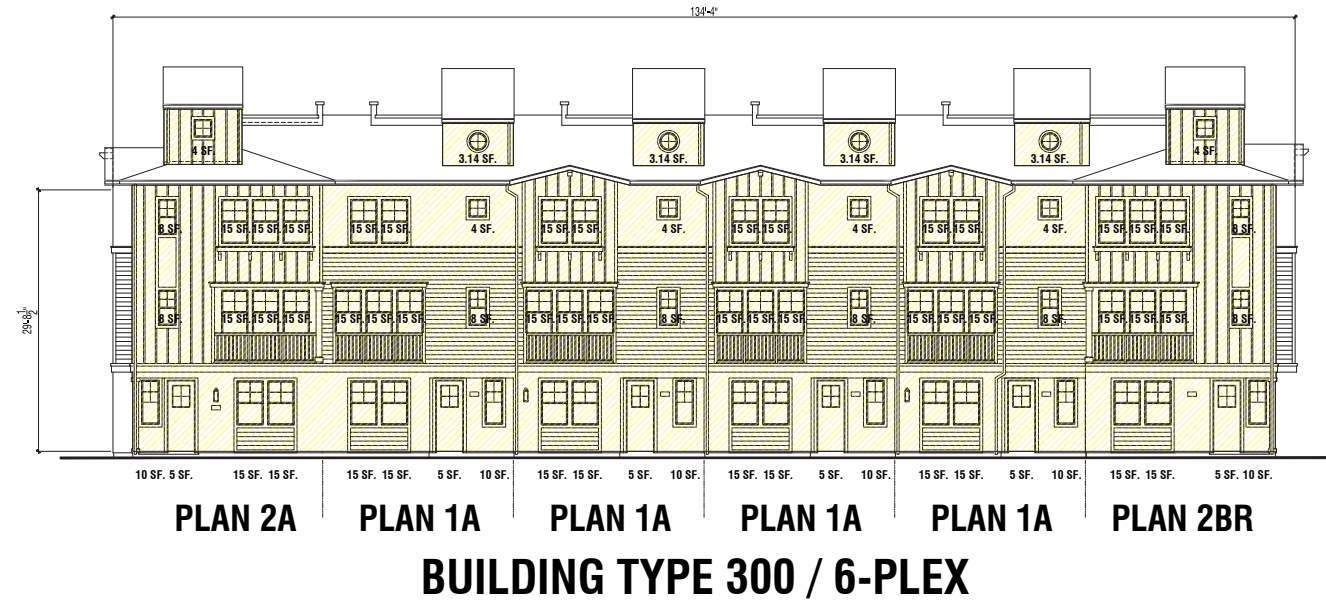 134'-4"
4 SF. 3.14 SF. 3.14 SF. 3.14 SF. 3.14 SF. 4 SF.
8 SF. 15 SF. 15 SF. 15 SF. 15 SF. 15 SF. 4 SF. 15 SF. 15 SF. 4 SF. 15 SF. 15 SF. 4 SF. 15 SF. 15 SF. 4 SF. 15 SF. 15 SF. 15 SF. 8 SF.
29'-8½"
8 SF. 15 SF. 15 SF. 15 SF. 15 SF. 15 SF. 15 SF. 8 SF. 15 SF. 15 SF. 15 SF. 8 SF. 15 SF. 15 SF. 15 SF. 8 SF. 15 SF. 15 SF. 15 SF. 8 SF. 15 SF. 15 SF. 15 SF. 8 SF.
10 SF. 5 SF. 15 SF. 15 SF. 15 SF. 15 SF. 5 SF. 10 SF. 15 SF. 15 SF. 5 SF. 10 SF. 15 SF. 15 SF. 5 SF. 10 SF. 15 SF. 15 SF. 5 SF. 10 SF. 15 SF. 15 SF. 5 SF. 10 SF.
PLAN 2A PLAN 1A PLAN 1A PLAN 1A PLAN 1A PLAN 2BR
BUILDING TYPE 300 / 6-PLEX